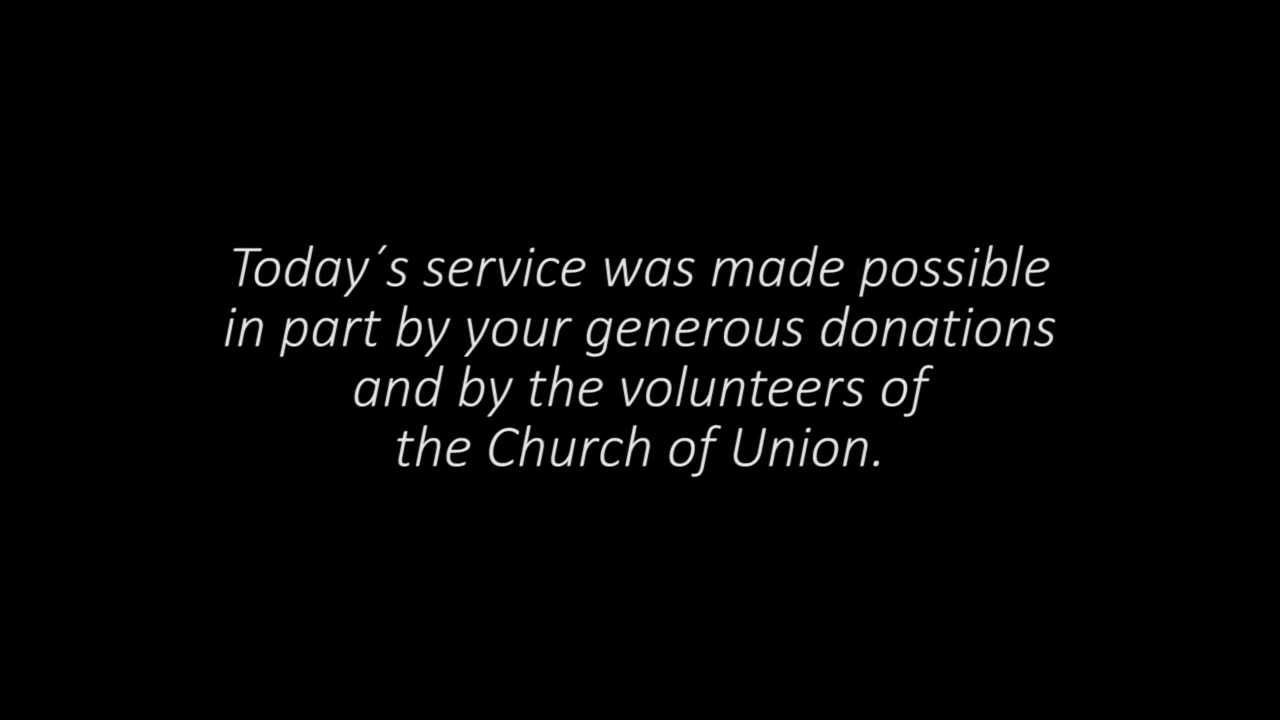 Today´s service was made possible
in part by your generous donations
and by the volunteers of
the Church of Union.